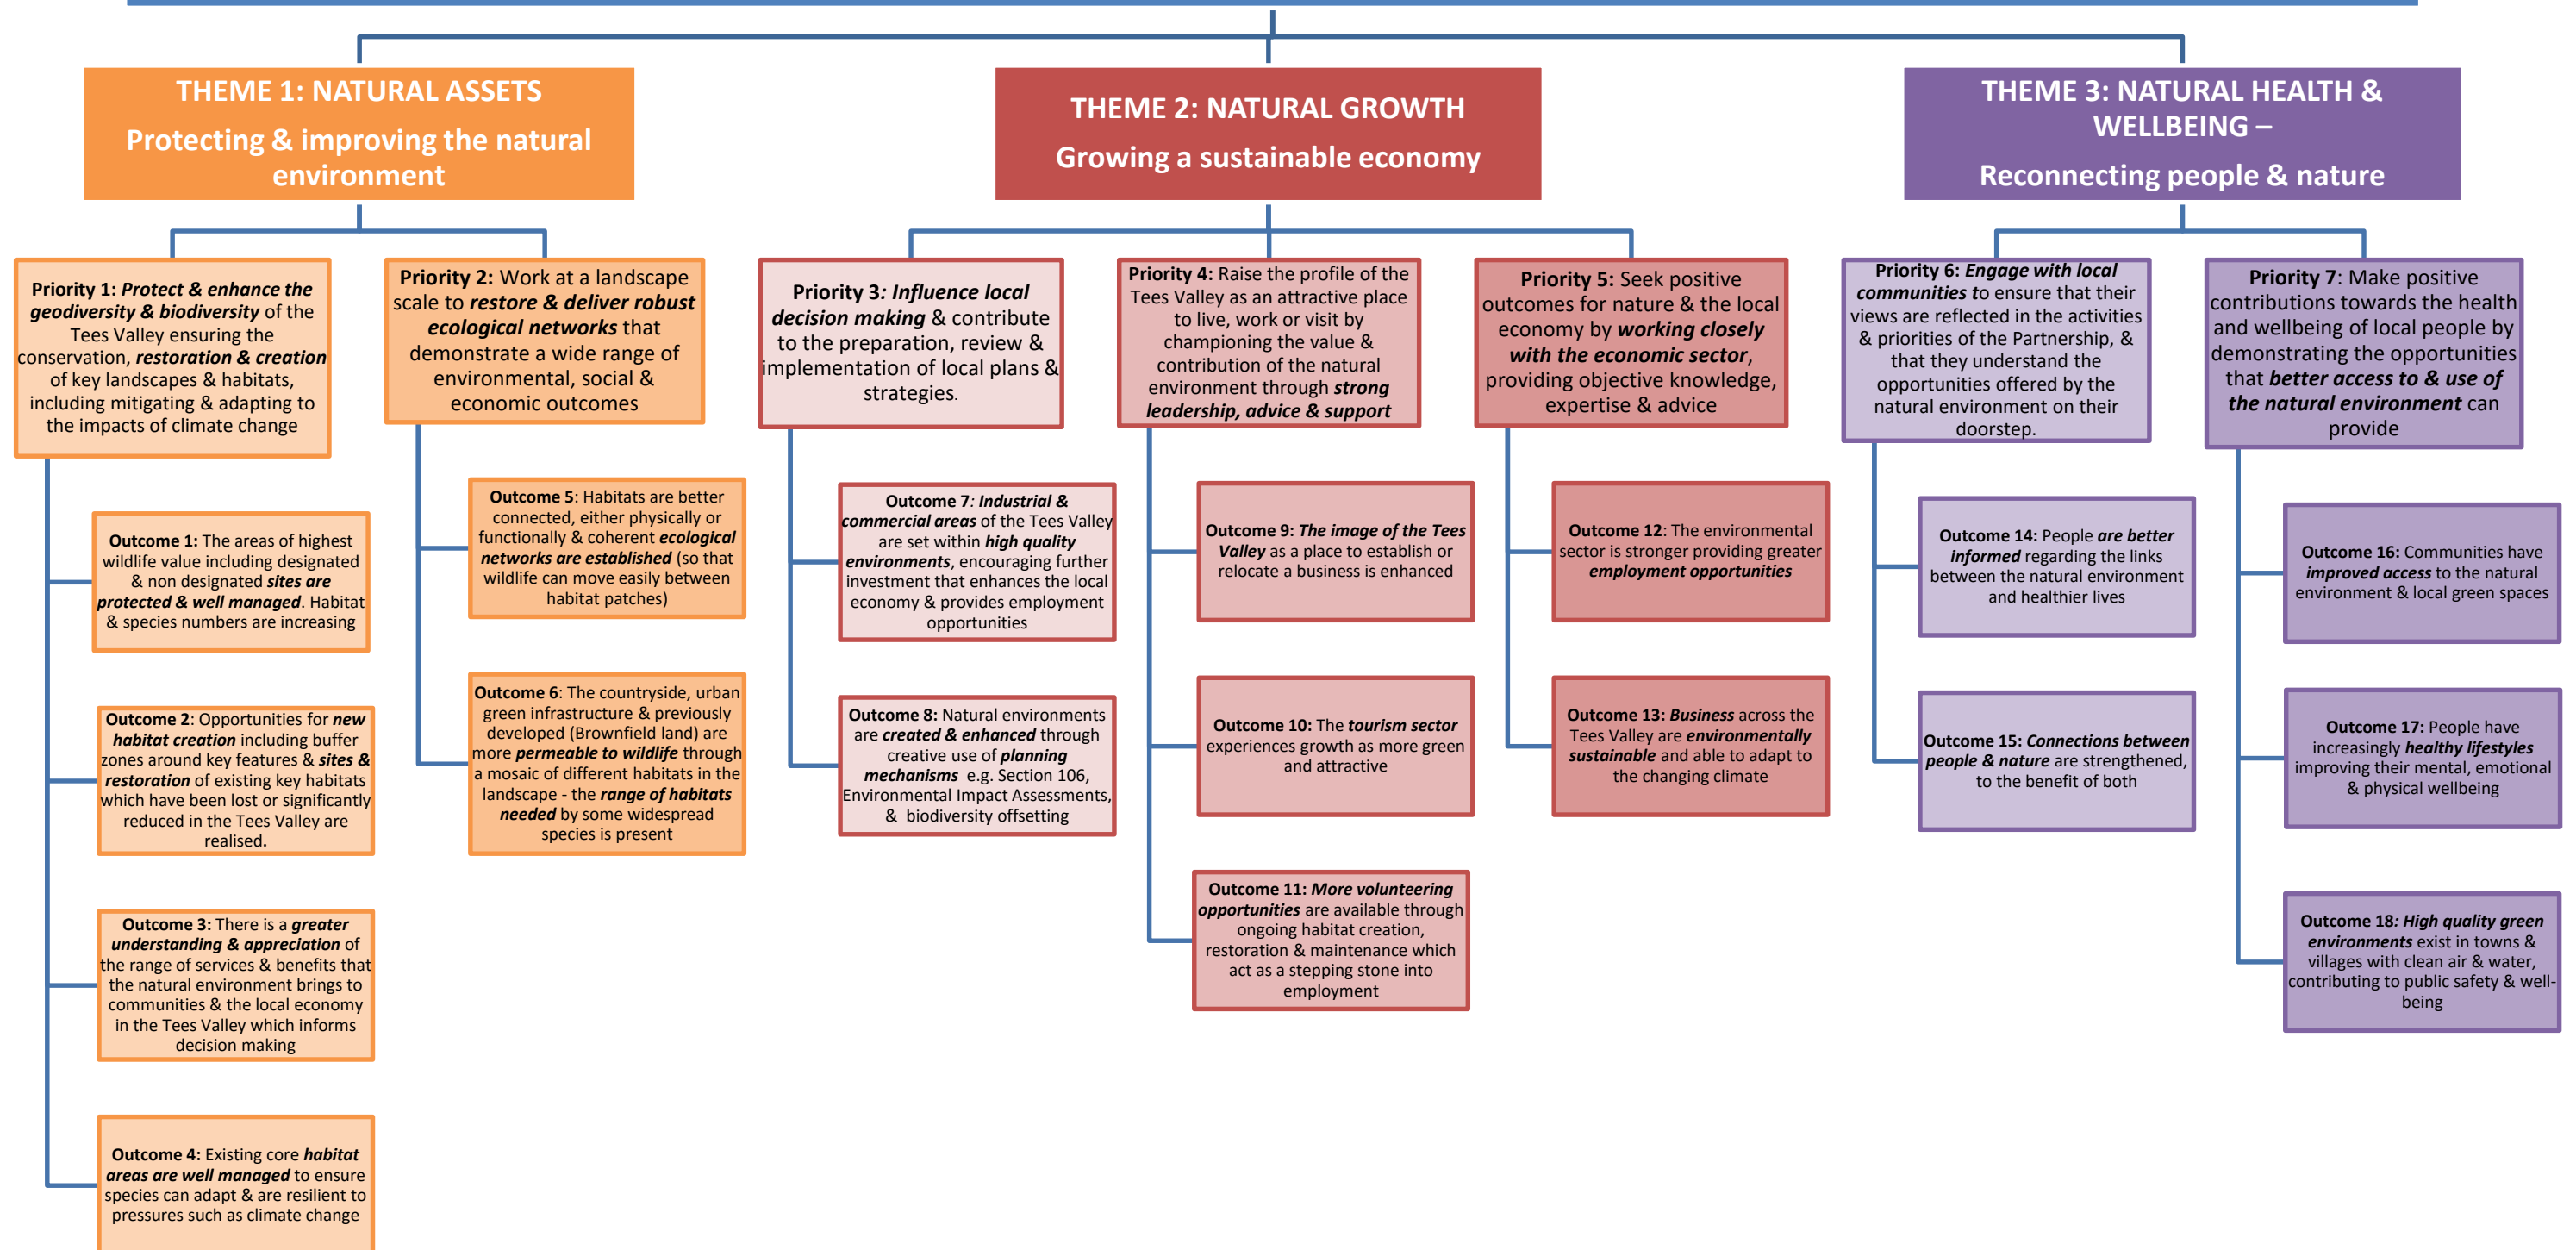 THEME 1: NATURAL ASSETS
Protecting & improving the natural
environment
THEME 2: NATURAL GROWTH
Growing a sustainable economy
THEME 3: NATURAL HEALTH &
WELLBEING –
Reconnecting people & nature
Priority 1: Protect & enhance the
geodiversity & biodiversity of the
Tees Valley ensuring the
conservation, restoration & creation
of key landscapes & habitats,
including mitigating & adapting to
the impacts of climate change
Priority 2: Work at a landscape
scale to restore & deliver robust
ecological networks that
demonstrate a wide range of
environmental, social &
economic outcomes
Priority 3: Influence local
decision making & contribute
to the preparation, review &
implementation of local plans &
strategies.
Priority 4: Raise the profile of the
Tees Valley as an attractive place
to live, work or visit by
championing the value &
contribution of the natural
environment through strong
leadership, advice & support
Priority 5: Seek positive
outcomes for nature & the local
economy by working closely
with the economic sector,
providing objective knowledge,
expertise & advice
Priority 6: Engage with local
communities to ensure that their
views are reflected in the activities
& priorities of the Partnership, &
that they understand the
opportunities offered by the
natural environment on their
doorstep.
Priority 7: Make positive
contributions towards the health
and wellbeing of local people by
demonstrating the opportunities
that better access to & use of
the natural environment can
provide
Outcome 1: The areas of highest
wildlife value including designated
& non designated sites are
protected & well managed. Habitat
& species numbers are increasing
Outcome 2: Opportunities for new
habitat creation including buffer
zones around key features & sites &
restoration of existing key habitats
which have been lost or significantly
reduced in the Tees Valley are
realised.
Outcome 3: There is a greater
understanding & appreciation of
the range of services & benefits that
the natural environment brings to
communities & the local economy
in the Tees Valley which informs
decision making
Outcome 4: Existing core habitat
areas are well managed to ensure
species can adapt & are resilient to
pressures such as climate change
Outcome 5: Habitats are better
connected, either physically or
functionally & coherent ecological
networks are established (so that
wildlife can move easily between
habitat patches)
Outcome 6: The countryside, urban
green infrastructure & previously
developed (Brownfield land) are
more permeable to wildlife through
a mosaic of different habitats in the
landscape - the range of habitats
needed by some widespread
species is present
Outcome 7: Industrial &
commercial areas of the Tees Valley
are set within high quality
environments, encouraging further
investment that enhances the local
economy & provides employment
opportunities
Outcome 8: Natural environments
are created & enhanced through
creative use of planning
mechanisms e.g. Section 106,
Environmental Impact Assessments,
& biodiversity offsetting
Outcome 9: The image of the Tees
Valley as a place to establish or
relocate a business is enhanced
Outcome 10: The tourism sector
experiences growth as more green
and attractive
Outcome 11: More volunteering
opportunities are available through
ongoing habitat creation,
restoration & maintenance which
act as a stepping stone into
employment
Outcome 12: The environmental
sector is stronger providing greater
employment opportunities
Outcome 13: Business across the
Tees Valley are environmentally
sustainable and able to adapt to
the changing climate
Outcome 14: People are better
informed regarding the links
between the natural environment
and healthier lives
Outcome 15: Connections between
people & nature are strengthened,
to the benefit of both
Outcome 16: Communities have
improved access to the natural
environment & local green spaces
Outcome 17: People have
increasingly healthy lifestyles
improving their mental, emotional
& physical wellbeing
Outcome 18: High quality green
environments exist in towns &
villages with clean air & water,
contributing to public safety & well-
being